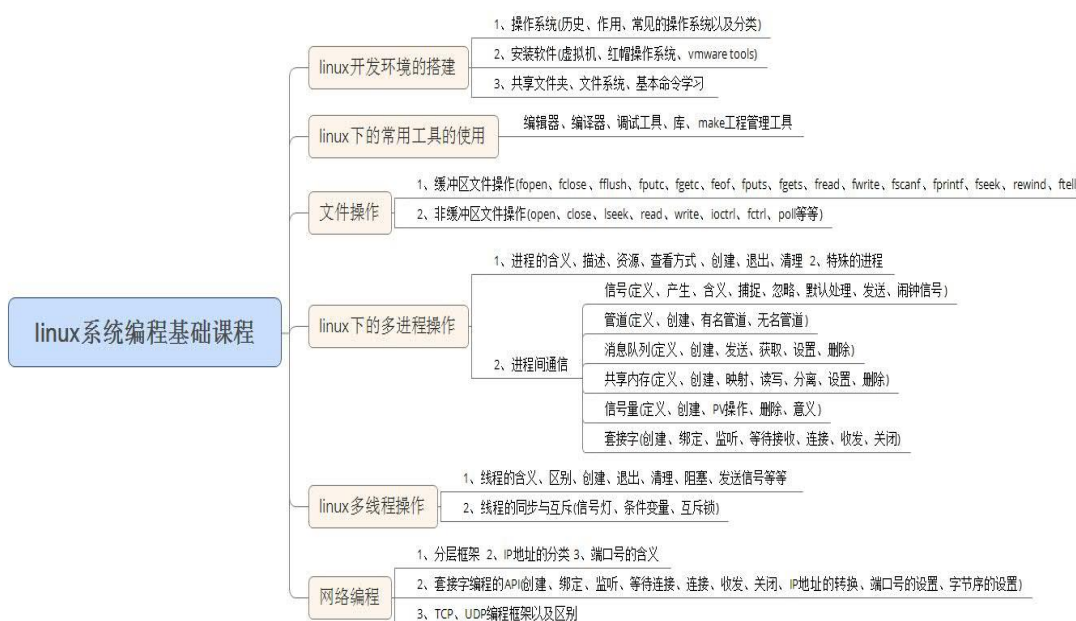 linux系统编程基础课程
linux开发环境的搭建
1、操作系统(历史、作用、常见的操作系统以及分类)
2、安装软件(虚拟机、红帽操作系统、vmware tools)
3、共享文件夹、文件系统、基本命令学习
linux下的常用工具的使用
编辑器、编译器、调试工具、库、make工程管理工具
文件操作
1、缓冲区文件操作(fopen、fclose、fflush、fputc、fgetc、feof、fputs、fgets、fread、fwrite、fscanf、fprintf、fseek、rewind、ftell
2、非缓冲区文件操作(open、close、lseek、read、write、ioctrl、fctrl、poll等等)
linux下的多进程操作
1、进程的含义、描述、资源、查看方式 、创建、退出、清理 2、特殊的进程
2、进程间通信
信号(定义、产生、含义、捕捉、忽略、默认处理、发送、闹钟信号)
管道(定义、创建、有名管道、无名管道)
消息队列(定义、创建、发送、获取、设置、删除)
共享内存(定义、创建、映射、读写、分离、设置、删除)
信号量(定义、创建、PV操作、删除、意义)
套接字(创建、绑定、监听、等待接收、连接、收发、关闭)
linux多线程操作
1、线程的含义、区别、创建、退出、清理、阻塞、发送信号等等
2、线程的同步与互斥(信号灯、条件变量、互斥锁)
网络编程
1、分层框架 2、IP地址的分类 3、端口号的含义
2、套接字编程的API(创建、绑定、监听、等待连接、连接、收发、关闭、IP地址的转换、端口号的设置、字节序的设置)
3、TCP、UDP编程框架以及区别